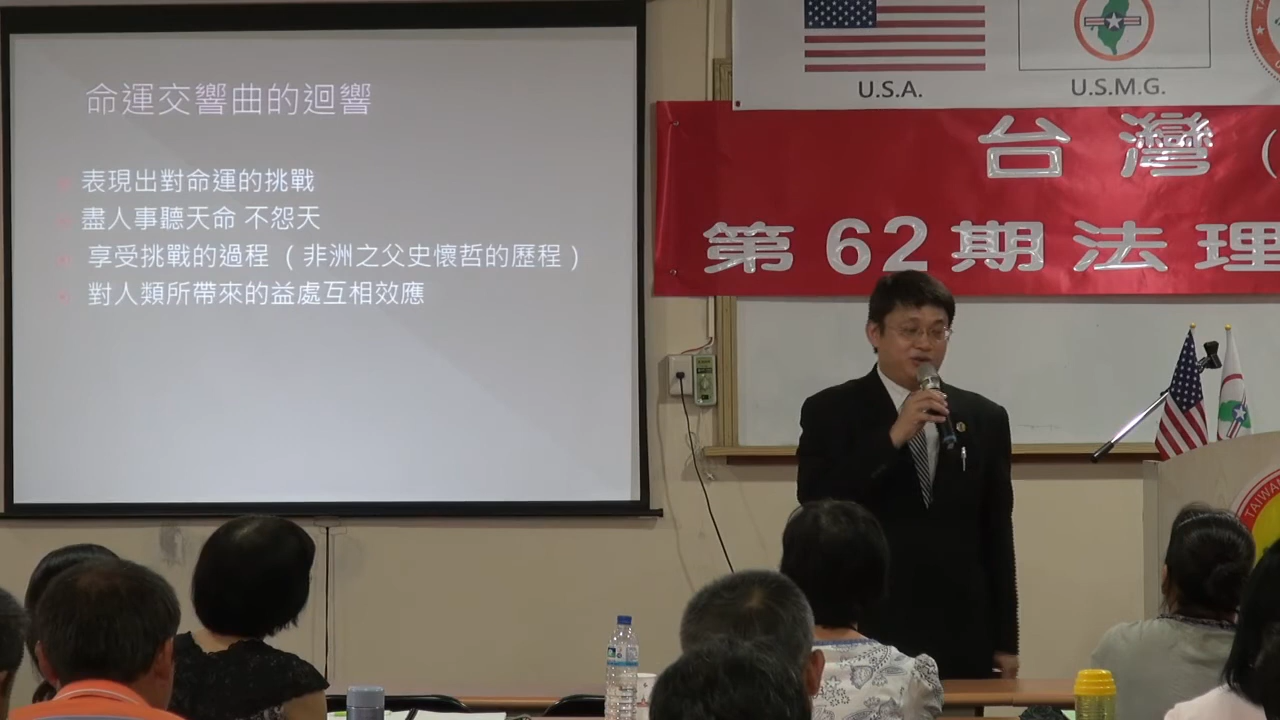 命運交響曲的迴響
表現出對命運的挑戰
盡人事聽天命 不怨天
享受挑戰的過程 （非洲之父史懷哲的歷程）
對人類所帶來的益處互相效應
U.S.A.
U.S.M.G.
台灣（
第62期法理
TAIWAN